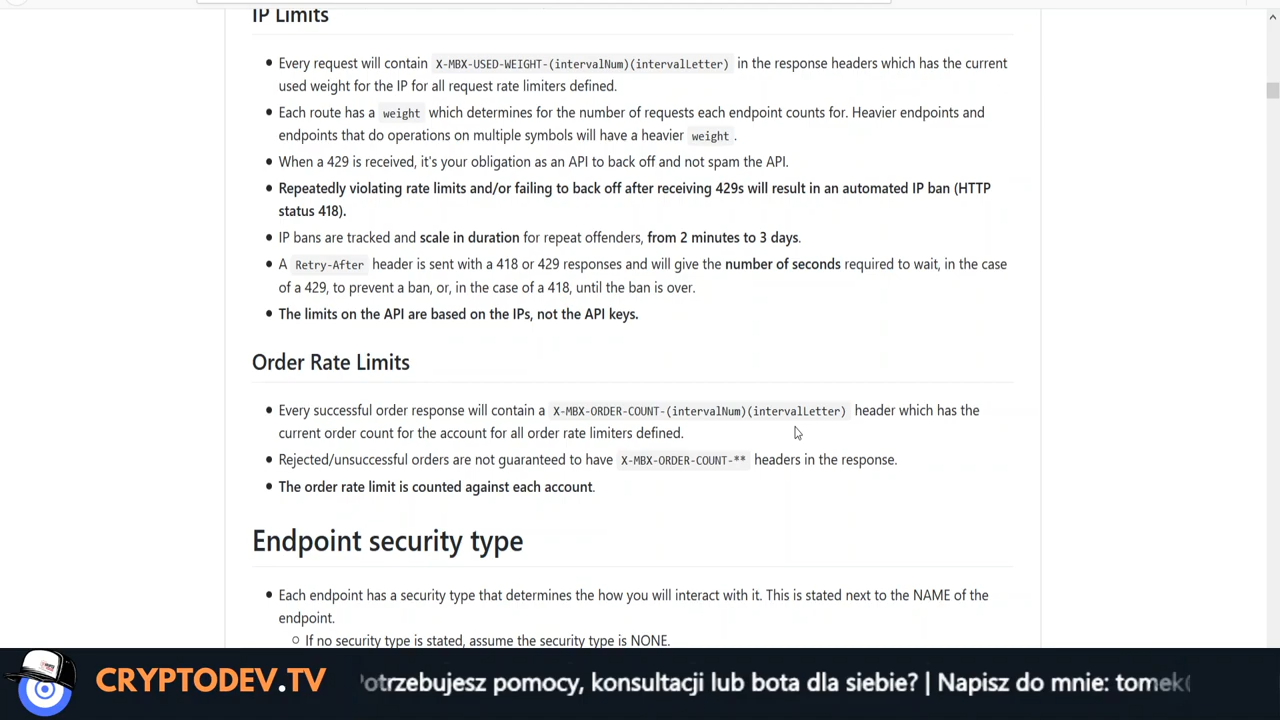 IP Limits
Every request will contain X-MBX-USED-WEIGHT-(intervalNum)(intervalLetter) in the response headers which has the current
used weight for the IP for all request rate limiters defined.
Each route has a weight which determines for the number of requests each endpoint counts for. Heavier endpoints and
endpoints that do operations on multiple symbols will have a heavier weight.
When a 429 is received, it's your obligation as an API to back off and not spam the API.
Repeatedly violating rate limits and/or failing to back off after receiving 429s will result in an automated IP ban (HTTP
status 418).
IP bans are tracked and scale in duration for repeat offenders, from 2 minutes to 3 days.
A Retry-After header is sent with a 418 or 429 responses and will give the number of seconds required to wait, in the case
of a 429, to prevent a ban, or, in the case of a 418, until the ban is over.
The limits on the API are based on the IPs, not the API keys.
Order Rate Limits
Every successful order response will contain a X-MBX-ORDER-COUNT-(intervalNum)(intervalLetter) header which has the
current order count for the account for all order rate limiters defined.
Rejected/unsuccessful orders are not guaranteed to have X-MBX-ORDER-COUNT-** headers in the response.
The order rate limit is counted against each account.
Endpoint security type
Each endpoint has a security type that determines the how you will interact with it. This is stated next to the NAME of the
endpoint.
If no security type is stated, assume the security type is NONE.
CRYPTODEV.TV
Potrzebujesz pomocy, konsultacji lub bota dla siebie? | Napisz do mnie: tomek